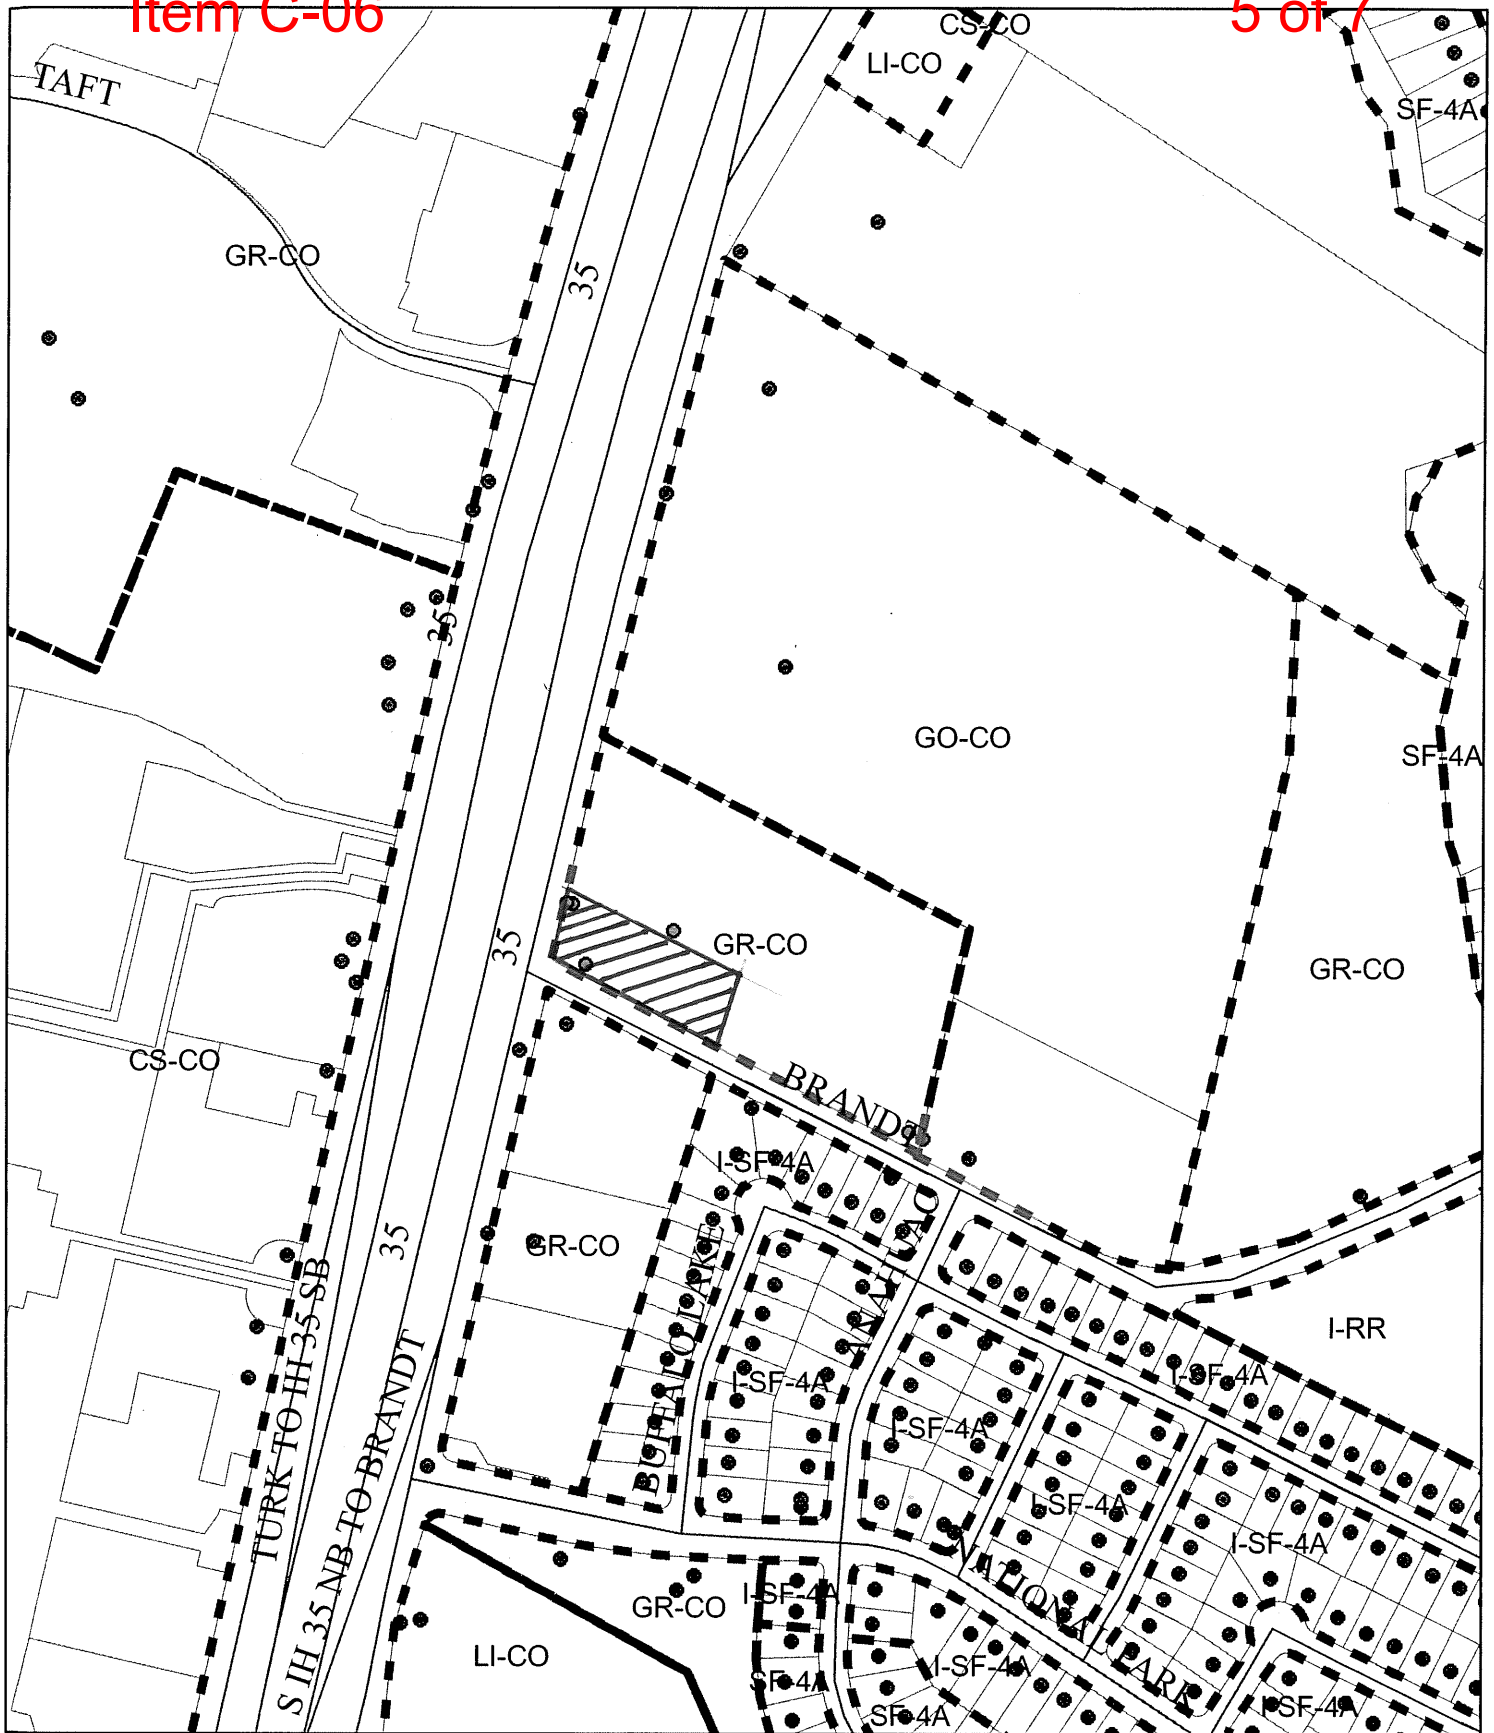 Item C-06
5 of 7
CS-CO
LI-CO
TAFT
SF-4A
GR-CO
35
35
GO-CO
SF-4A
GR-CO
35
GR-CO
CS-CO
BRANDT
I-SF-4A
ANAHUAC
35
GR-CO
BUFFALO LAKE
TURK TO IH 35 SB
I-RR
I-SF-4A
I-SF-4A
I-SF-4A
S IH 35 NB TO BRANDT
I-SF-4A
I-SF-4A
NATIONAL PARK
I-SF-4A
GR-CO
LI-CO
I-SF-4A
SF-4A
SF-4A
I-SF-4A